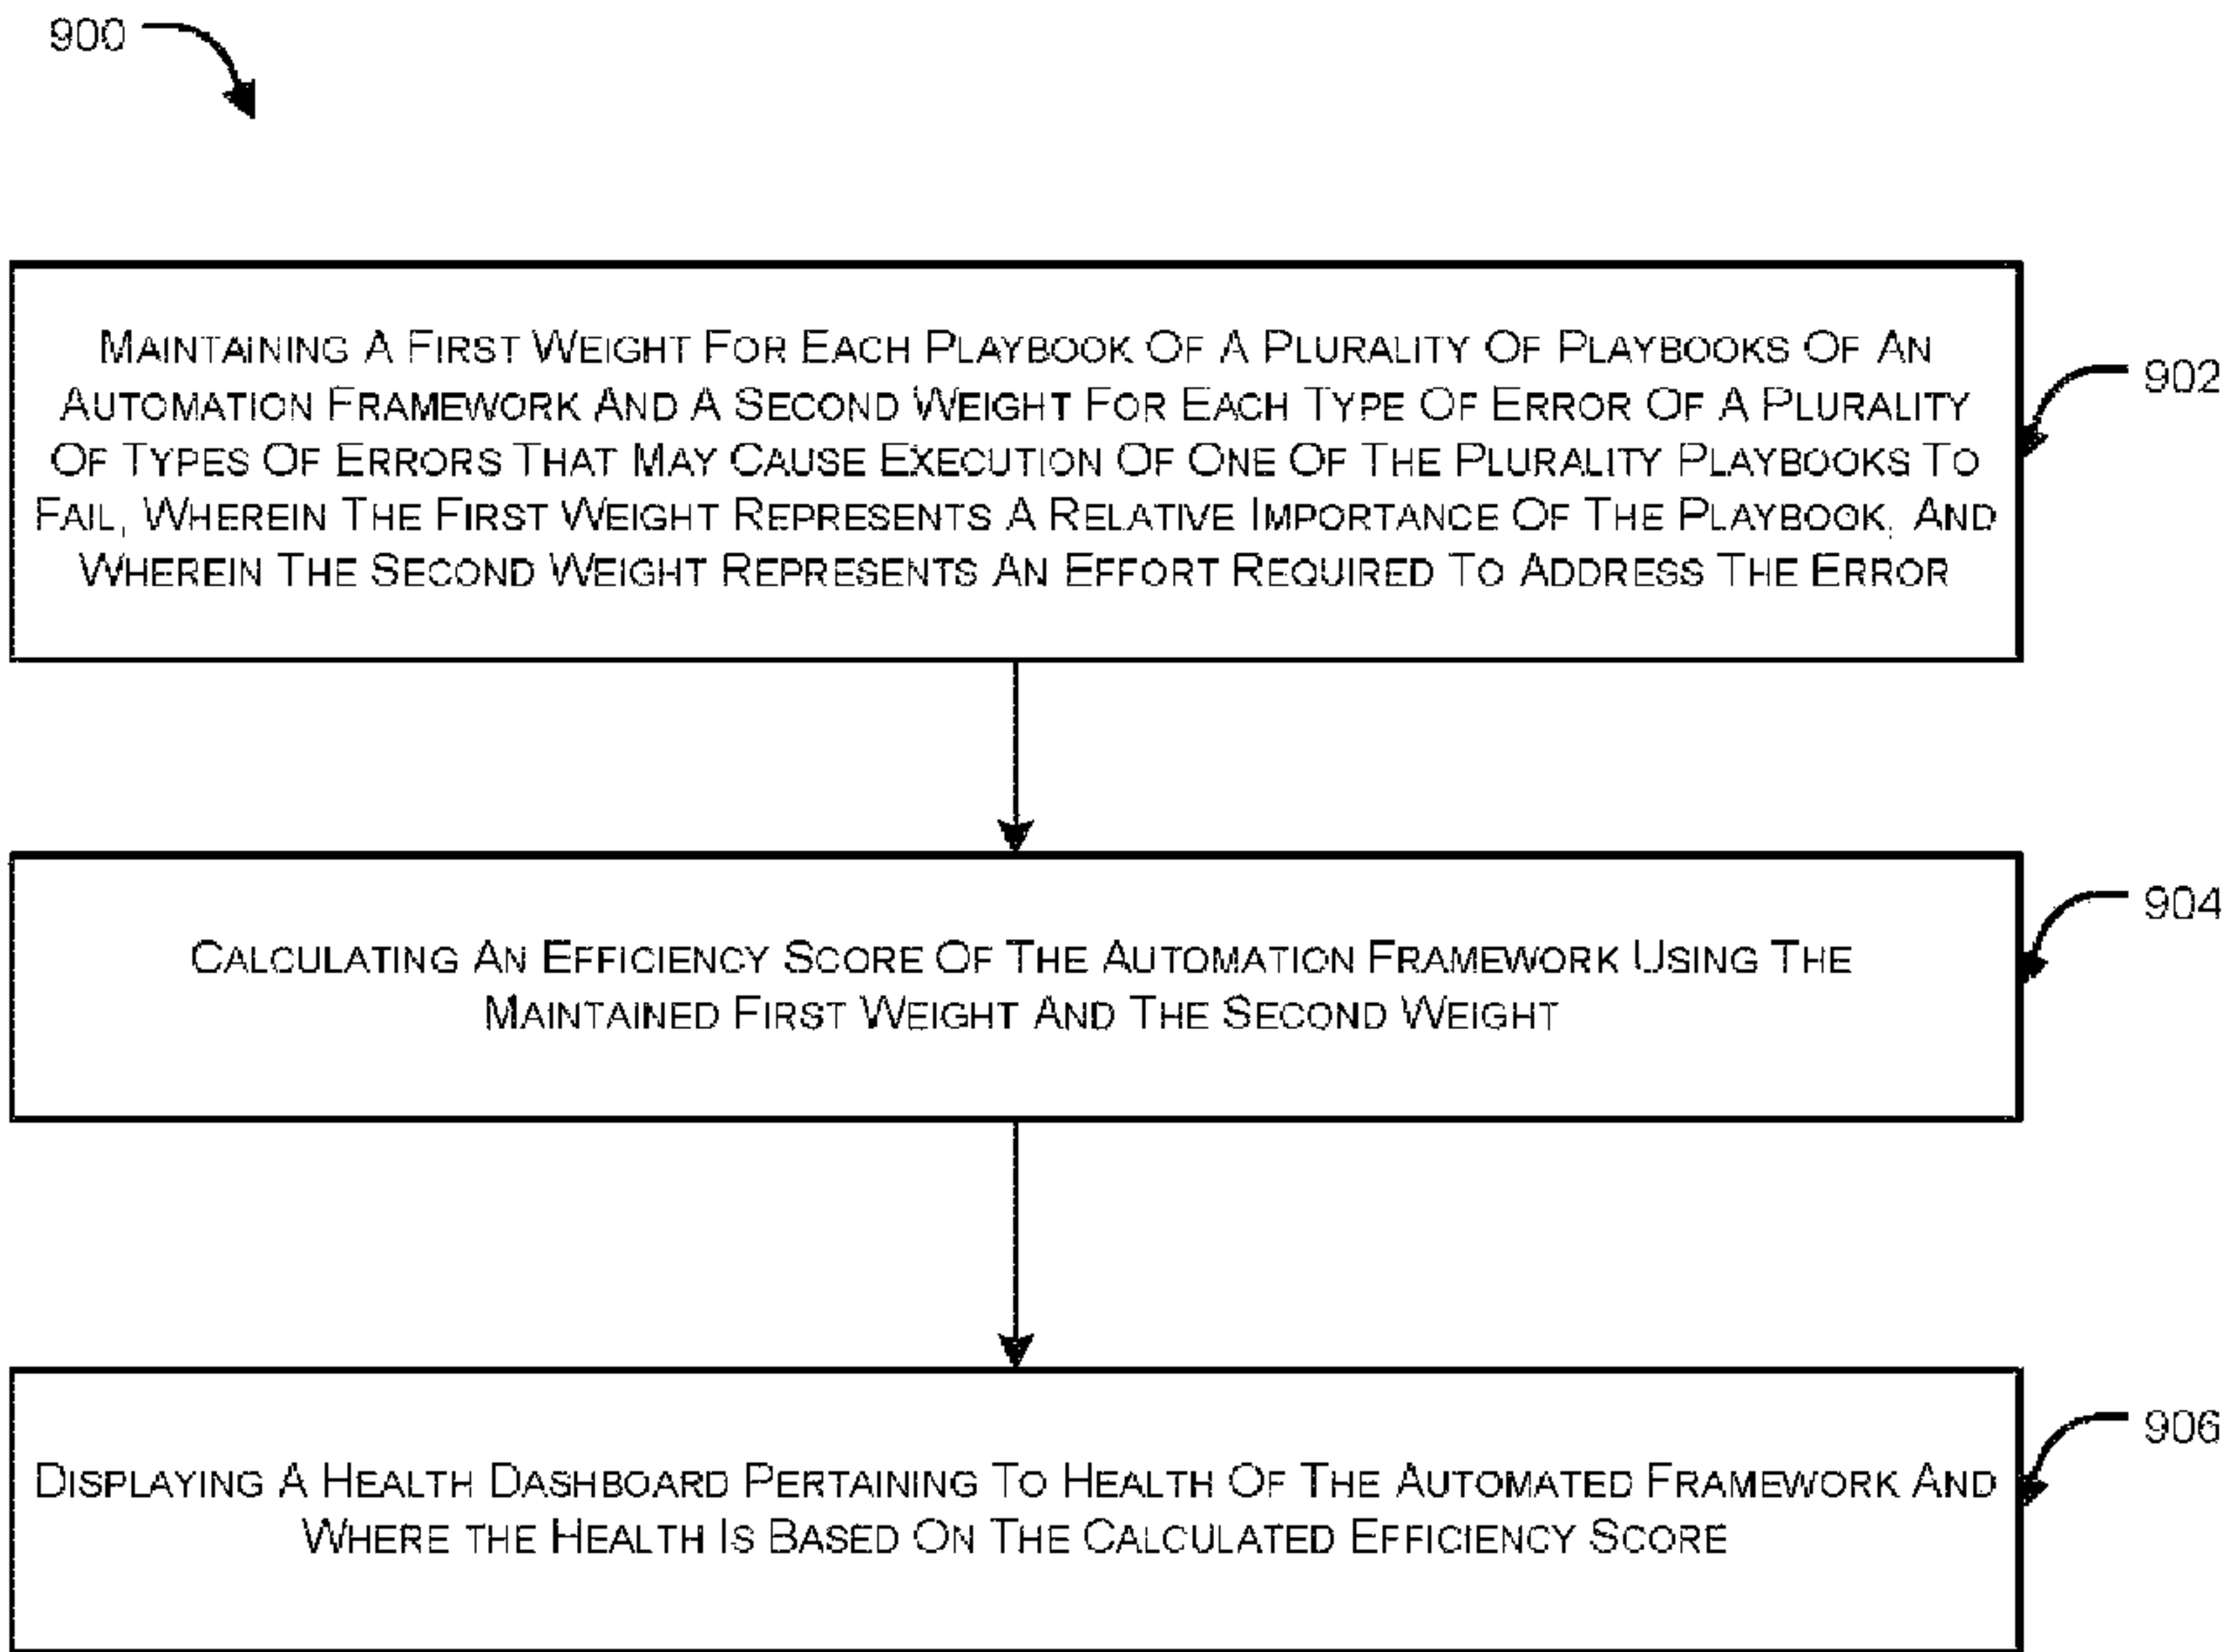 900
MAINTAINING A FIRST WEIGHT FOR EACH PLAYBOOK OF A PLURALITY OF PLAYBOOKS OF AN
AUTOMATION FRAMEWORK AND A SECOND WEIGHT FOR EACH TYPE OF ERROR OF A PLURALITY
OF TYPES OF ERRORS THAT MAY CAUSE EXECUTION OF ONE OF THE PLURALITY PLAYBOOKS TO
FAIL, WHEREIN THE FIRST WEIGHT REPRESENTS A RELATIVE IMPORTANCE OF THE PLAYBOOK, AND
WHEREIN THE SECOND WEIGHT REPRESENTS AN EFFORT REQUIRED TO ADDRESS THE ERROR
902
CALCULATING AN EFFICIENCY SCORE OF THE AUTOMATION FRAMEWORK USING THE
MAINTAINED FIRST WEIGHT AND THE SECOND WEIGHT
904
DISPLAYING A HEALTH DASHBOARD PERTAINING TO HEALTH OF THE AUTOMATED FRAMEWORK AND
WHERE THE HEALTH IS BASED ON THE CALCULATED EFFICIENCY SCORE
906